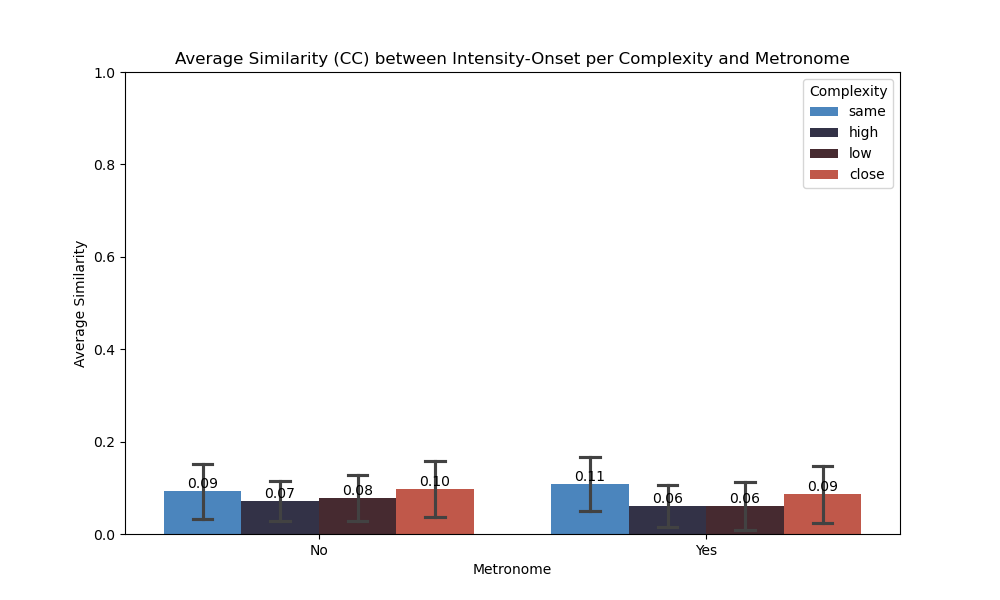 Average Similarity (CC) between Intensity-Onset per Complexity and Metronome
1.0
0.8
0.6
0.4
0.2
0.0
Average Similarity
Complexity
same
high
low
close
0.09
0.07
0.08
0.10
0.11
0.06
0.06
0.09
No
Yes
Metronome